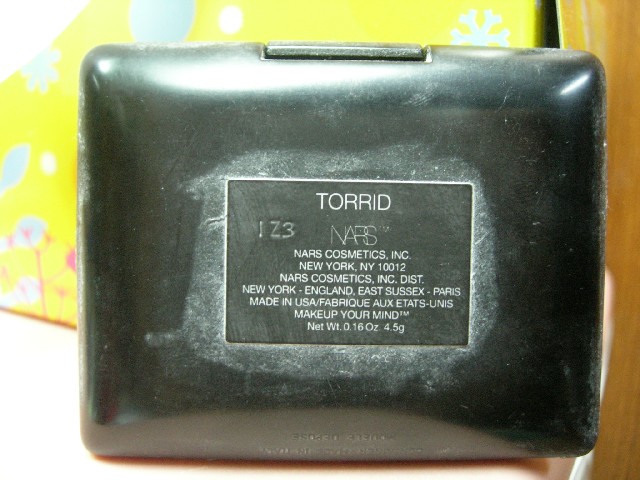 TORRID
1Z3 NARS™
NARS COSMETICS, INC.
NEW YORK, NY 10012
NARS COSMETICS, INC. DIST.
NEW YORK - ENGLAND, EAST SUSSEX - PARIS
MADE IN USA/FABRIQUE AUX ETATS-UNIS
MAKEUP YOUR MIND™
Net Wt. 0.16 Oz. 4.5g